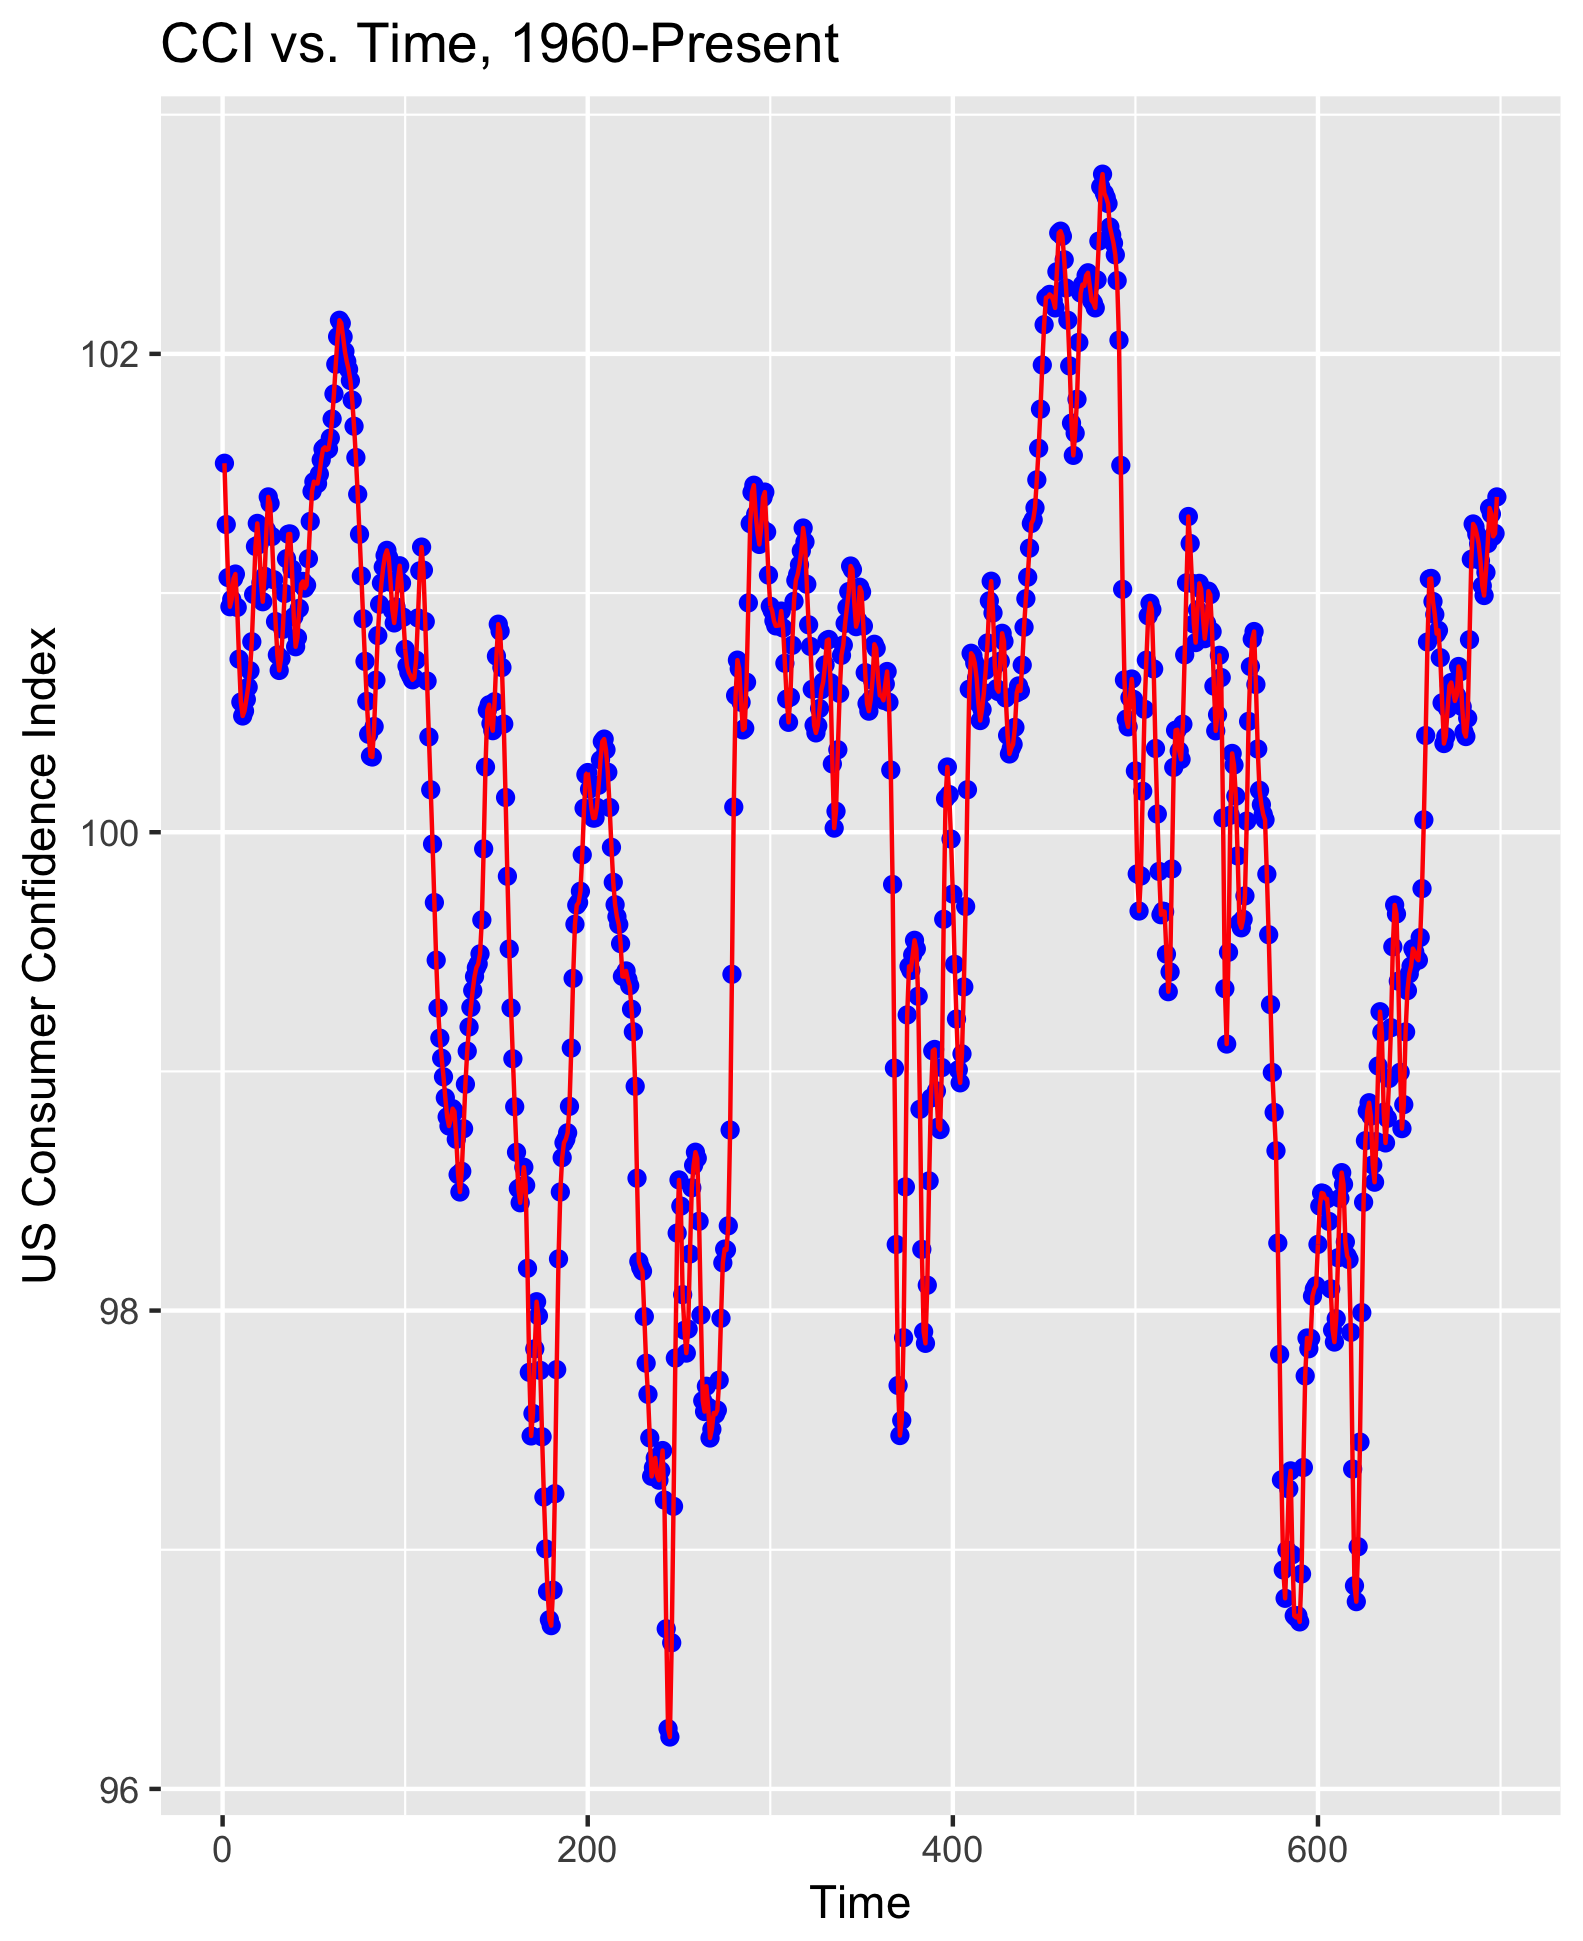 CCI vs. Time, 1960-Present
US Consumer Confidence Index
102
100
98
96
0 200 400 600
Time